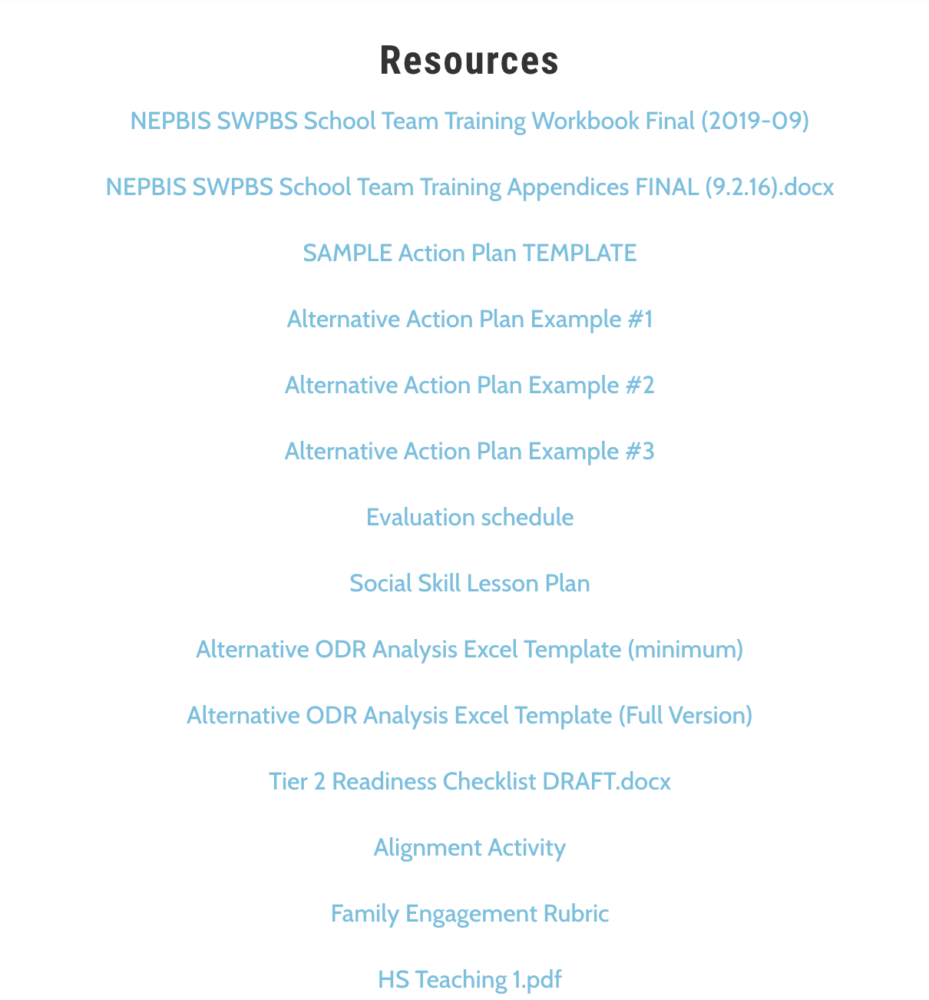 Resources
NEPBIS SWPBS School Team Training Workbook Final (2019-09)
NEPBIS SWPBS School Team Training Appendices FINAL (9.2.16).docx
SAMPLE Action Plan TEMPLATE
Alternative Action Plan Example #1
Alternative Action Plan Example #2
Alternative Action Plan Example #3
Evaluation schedule
Social Skill Lesson Plan
Alternative ODR Analysis Excel Template (minimum)
Alternative ODR Analysis Excel Template (Full Version)
Tier 2 Readiness Checklist DRAFT.docx
Alignment Activity
Family Engagement Rubric
HS Teaching 1.pdf